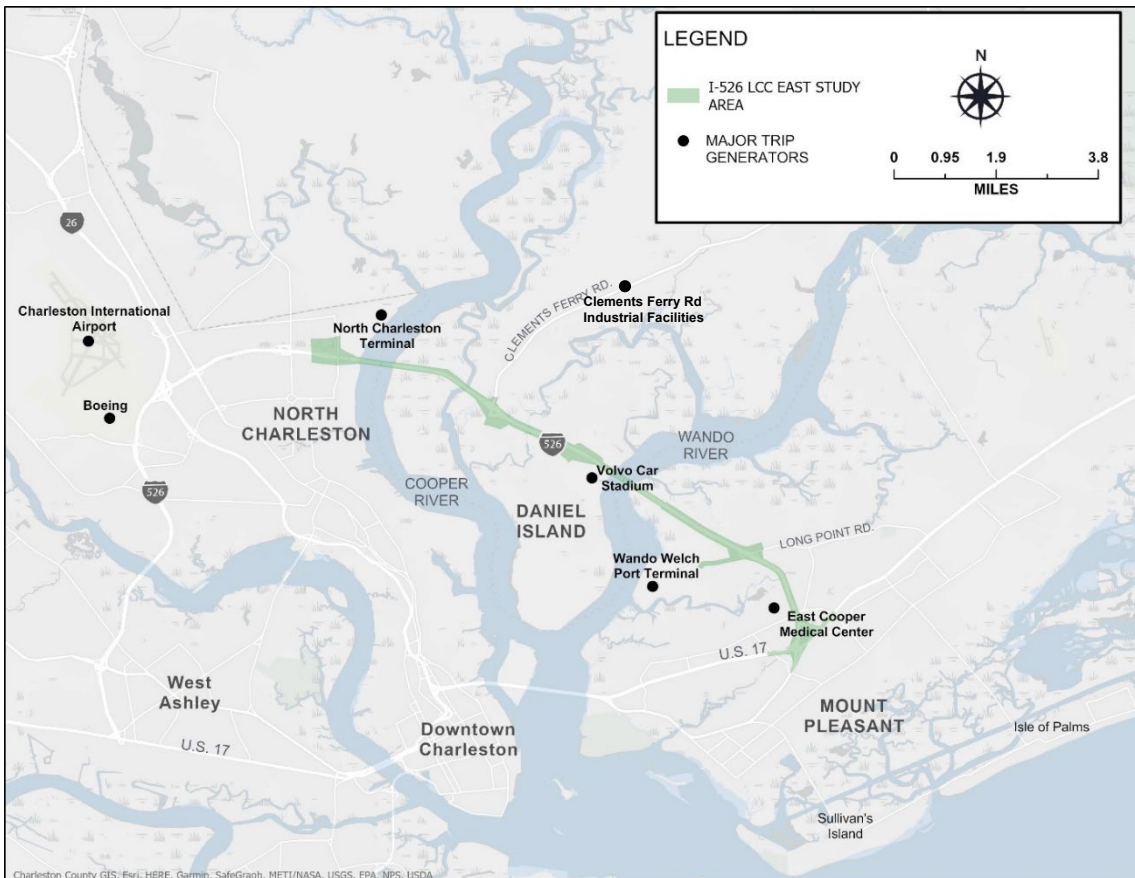 LEGEND
I-526 LCC EAST STUDY
AREA
MAJOR TRIP
GENERATORS
N
0 0.95 1.9 3.8
MILES
26
Charleston International
Airport
North Charleston
Terminal
CLEMENTS FERRY RD.
Clements Ferry Rd
Industrial Facilities
Boeing
NORTH
CHARLESTON
526
526
COOPER
RIVER
WANDO
RIVER
Volvo Car
Stadium
DANIEL
ISLAND
LONG POINT RD.
Wando Welch
Port Terminal
East Cooper
Medical Center
U.S. 17
West
Ashley
U.S. 17
Downtown
Charleston
MOUNT
PLEASANT
Isle of Palms
Sullivan's
Island
Charleston County GIS, Esri, HERE, Garmin, SafeGraph, METI/NASA, USGS, EPA, NPS, USDA